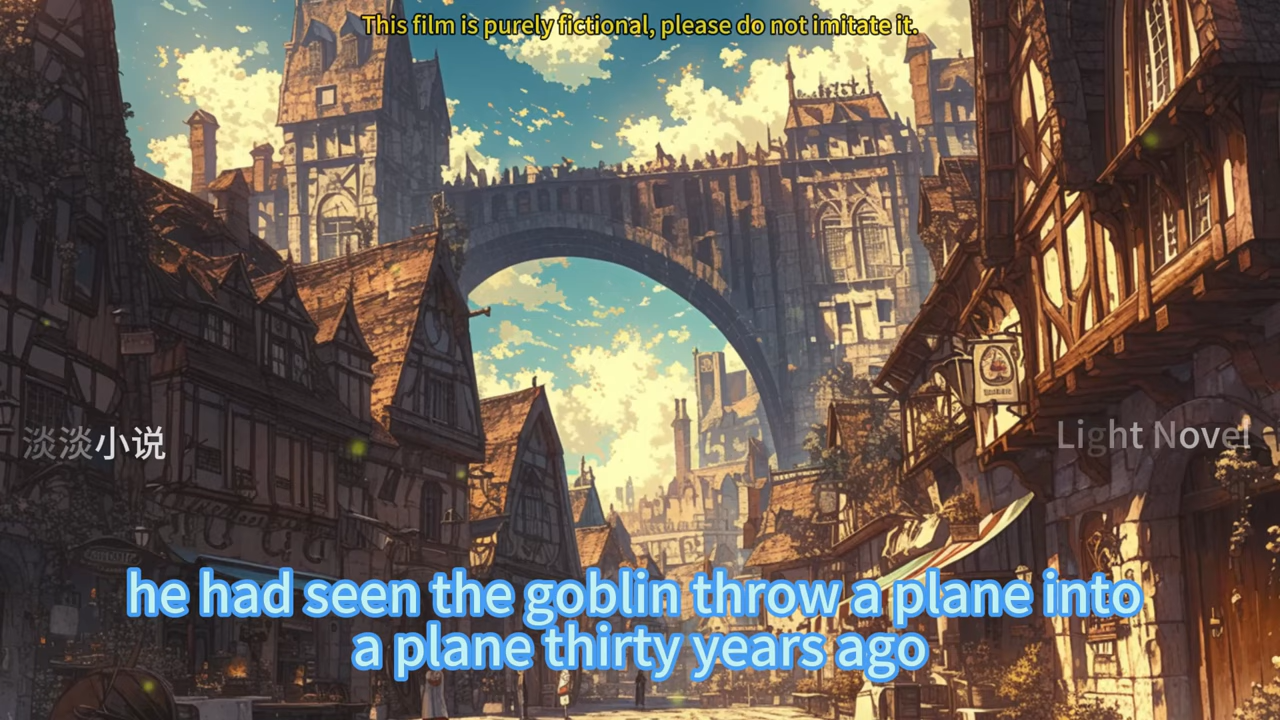 This film is purely fictional, please do not imitate it.
淡淡小说
Light Novel
he had seen the goblin throw a plane into
a plane thirty years ago